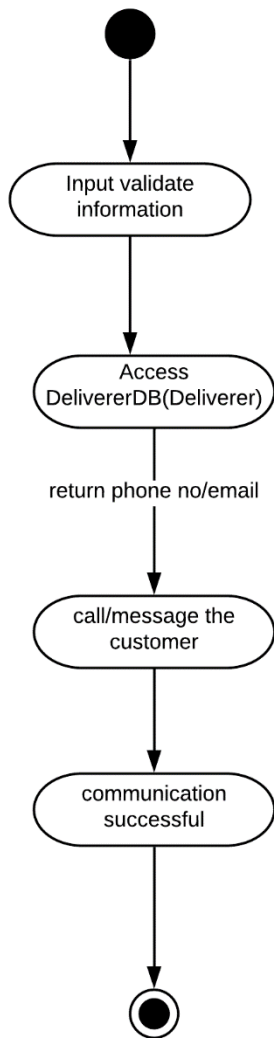 Input validate
information
Access
DelivererDB(Deliverer)
return phone no/email
call/message the
customer
communication
successful